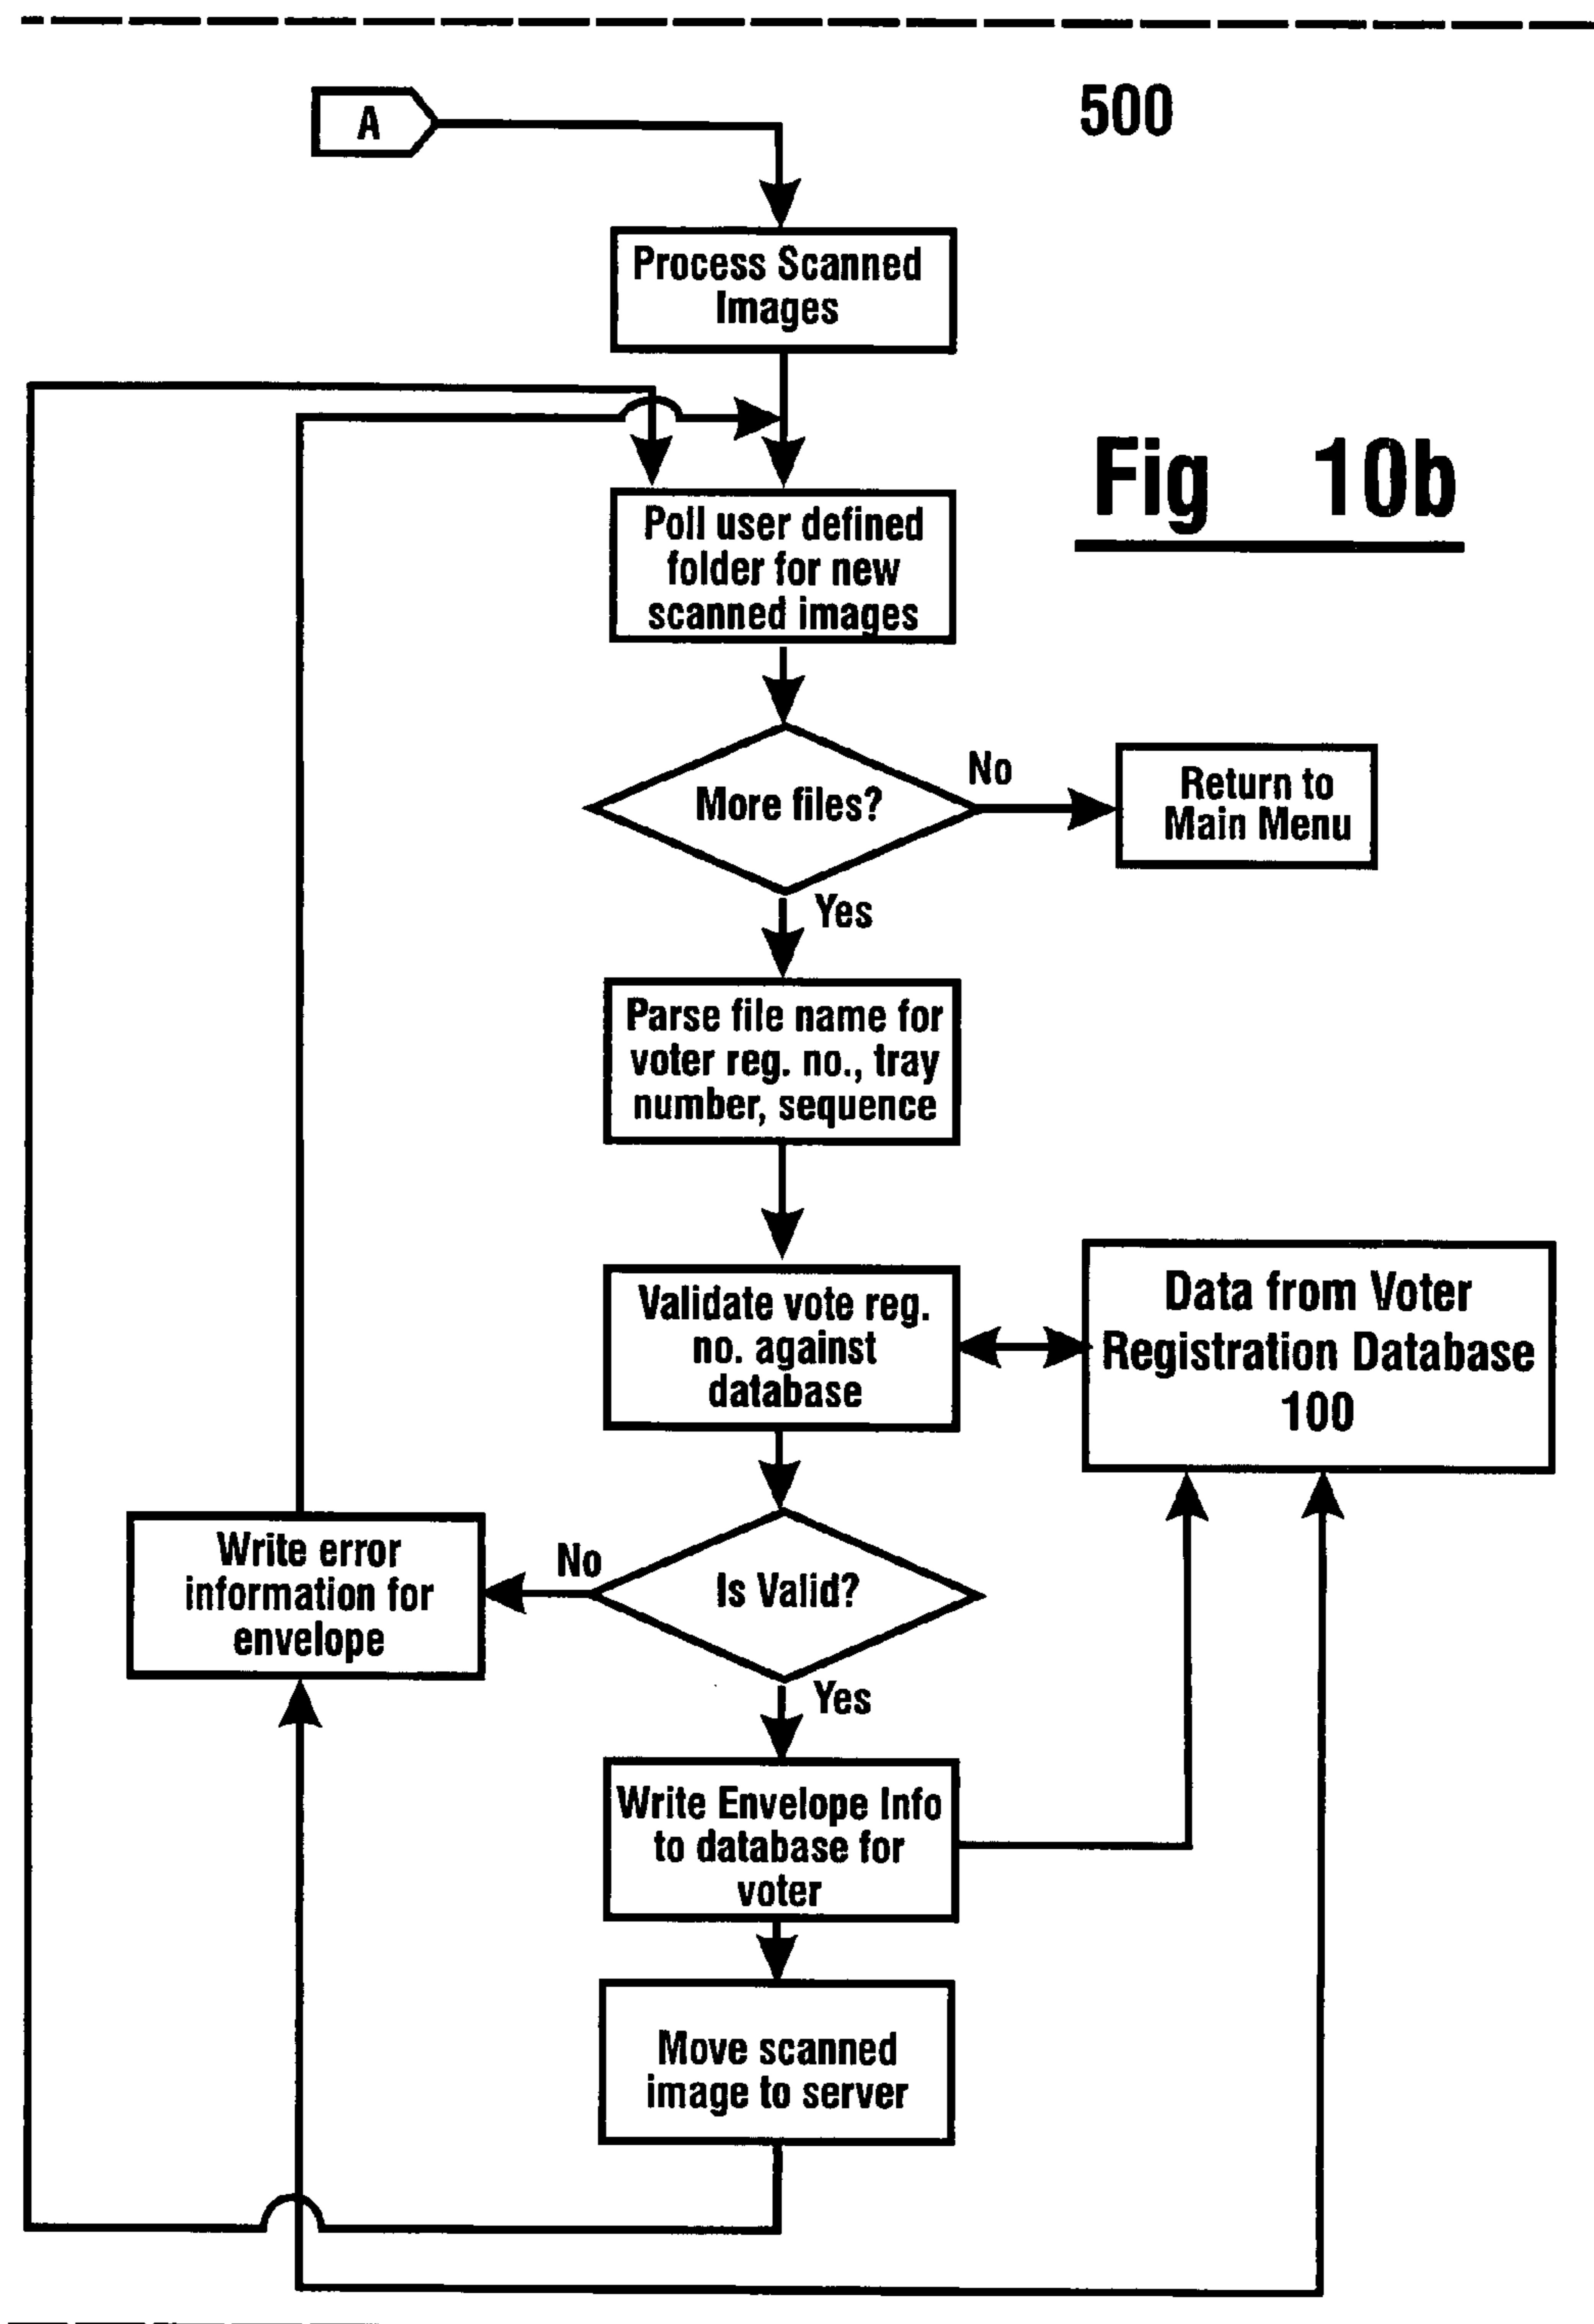 A
500
Process Scanned
Images
Fig 10b
Poll user defined
folder for new
scanned images
More files?
No
Return to
Main Menu
Yes
Parse file name for
voter reg. no., tray
number, sequence
Validate vote reg.
no. against
database
Data from Voter
Registration Database
100
Write error
information for
envelope
No
Is Valid?
Yes
Write Envelope Info
to database for
voter
Move scanned
image to server